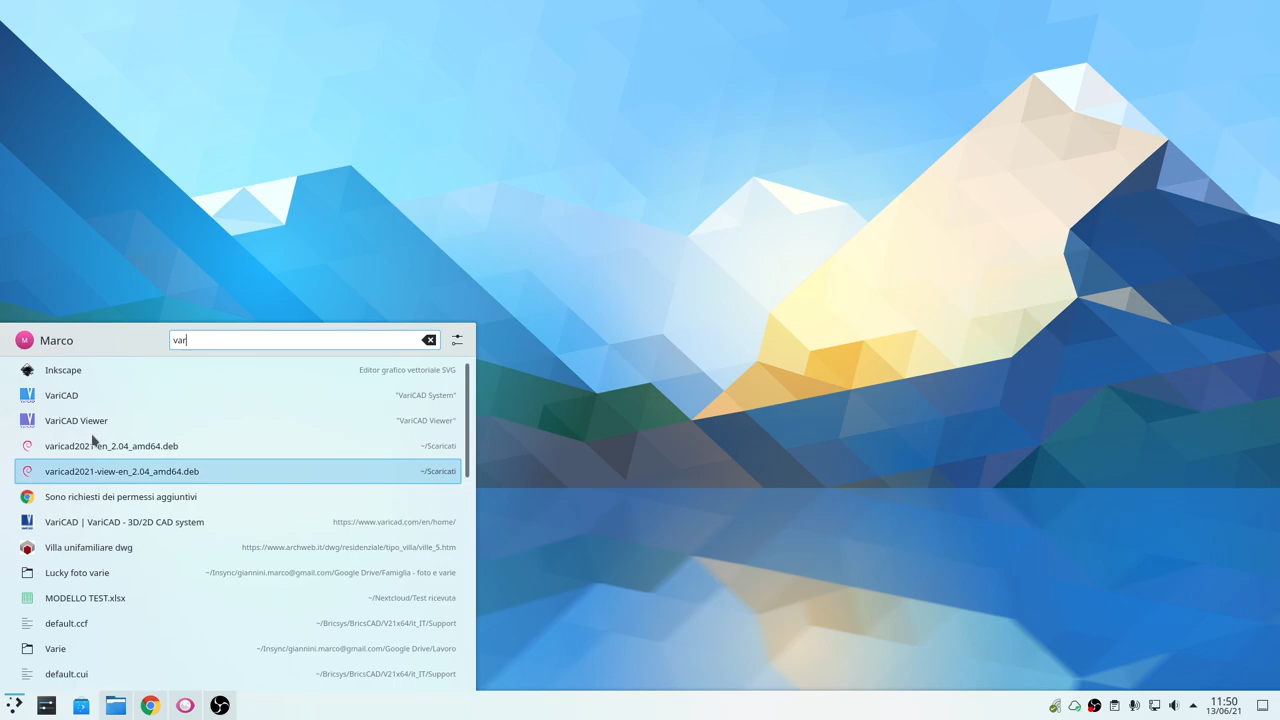 M Marco var
Inkscape Editor grafico vettoriale SVG
VariCAD "VariCAD System"
VariCAD Viewer "VariCAD Viewer"
varicad2021-en_2.04_amd64.deb ~/Scaricati
varicad2021-view-en_2.04_amd64.deb ~/Scaricati
Sono richiesti dei permessi aggiuntivi
VariCAD | VariCAD - 3D/2D CAD system https://www.varicad.com/en/home/
Villa unifamiliare dwg https://www.archweb.it/dwg/residenziale/tipo_villa/ville_5.htm
Lucky foto varie ~/Insync/giannini.marco@gmail.com/Google Drive/Famiglia - foto e varie
MODELLO TEST.xlsx ~/Nextcloud/Test ricevuta
default.ccf ~/Bricsys/BricsCAD/V21x64/it_IT/Support
Varie ~/Insync/giannini.marco@gmail.com/Google Drive/Lavoro
default.cui ~/Bricsys/BricsCAD/V21x64/it_IT/Support
11:50
13/06/21